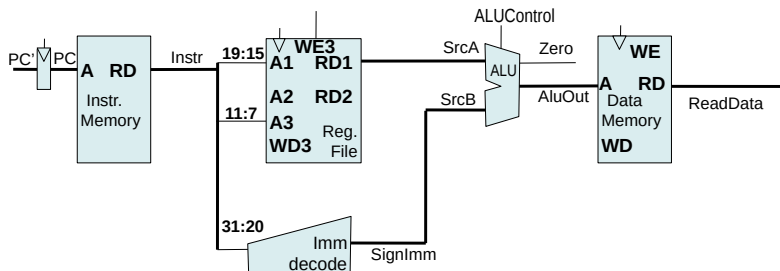 ALUControl
PC'
PC
A RD
Instr.
Memory
Instr
19:15
WE3
A1 RD1
A2 RD2
11:7
A3
WD3
Reg.
File
SrcA
SrcB
ALU
Zero
AluOut
WE
A RD
Data
Memory
WD
ReadData
31:20
Imm
decode
SignImm